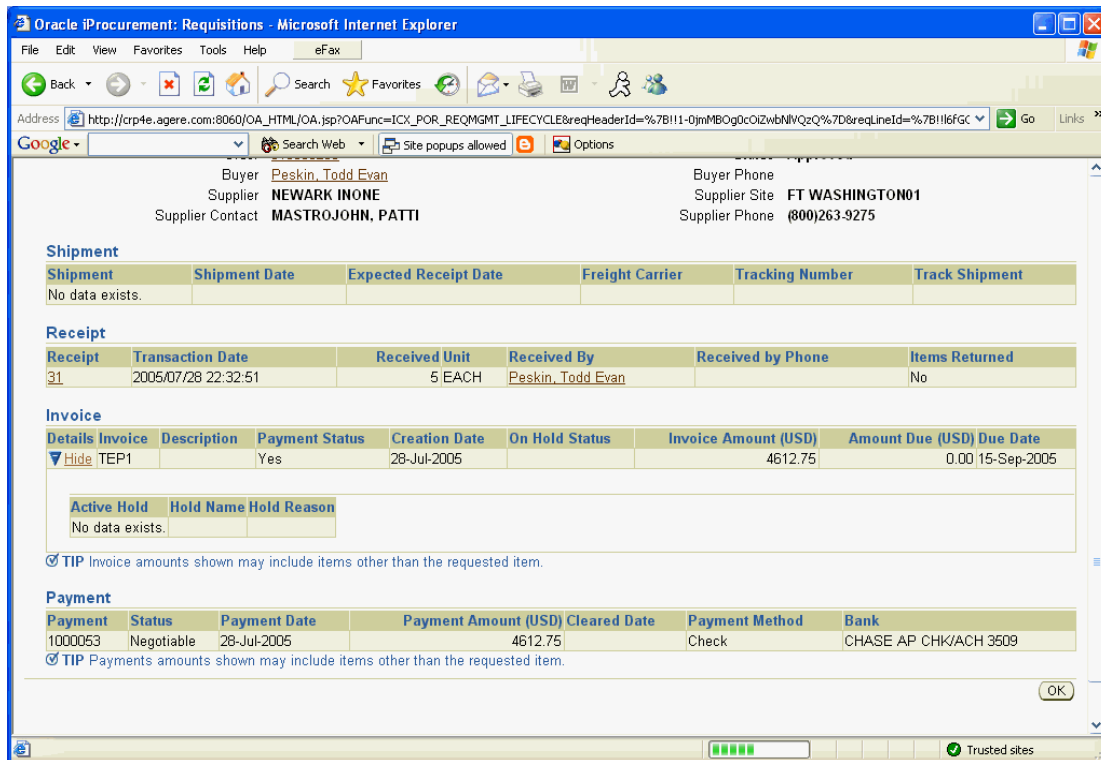 Oracle iProcurement: Requisitions - Microsoft Internet Explorer
File Edit View Favorites Tools Help eFax
Back Search Favorites
Address http://crp4e.agere.com:8060/OA_HTML/OA.jsp?OAFunc=ICX_POR_REQMGMT_LIFECYCLE&reqHeaderId=%7B!!1-0jmMBOg0cOiZwbNlVQzQ%7D&reqLineId=%7B!!l6fGC Go Links »
Google Search Web Site popups allowed Options
Buyer Peskin, Todd Evan Buyer Phone
Supplier NEWARK INONE Supplier Site FT WASHINGTON01
Supplier Contact MASTROJOHN, PATTI Supplier Phone (800)263-9275
Shipment
Shipment Shipment Date Expected Receipt Date Freight Carrier Tracking Number Track Shipment
No data exists.
Receipt
Receipt Transaction Date Received Unit Received By Received by Phone Items Returned
31 2005/07/28 22:32:51 5 EACH Peskin, Todd Evan No
Invoice
Details Invoice Description Payment Status Creation Date On Hold Status Invoice Amount (USD) Amount Due (USD) Due Date
Hide TEP1 Yes 28-Jul-2005 4612.75 0.00 15-Sep-2005
Active Hold Hold Name Hold Reason
No data exists.
TIP Invoice amounts shown may include items other than the requested item.
Payment
Payment Status Payment Date Payment Amount (USD) Cleared Date Payment Method Bank
1000053 Negotiable 28-Jul-2005 4612.75 Check CHASE AP CHK/ACH 3509
TIP Payments amounts shown may include items other than the requested item.
OK
Trusted sites